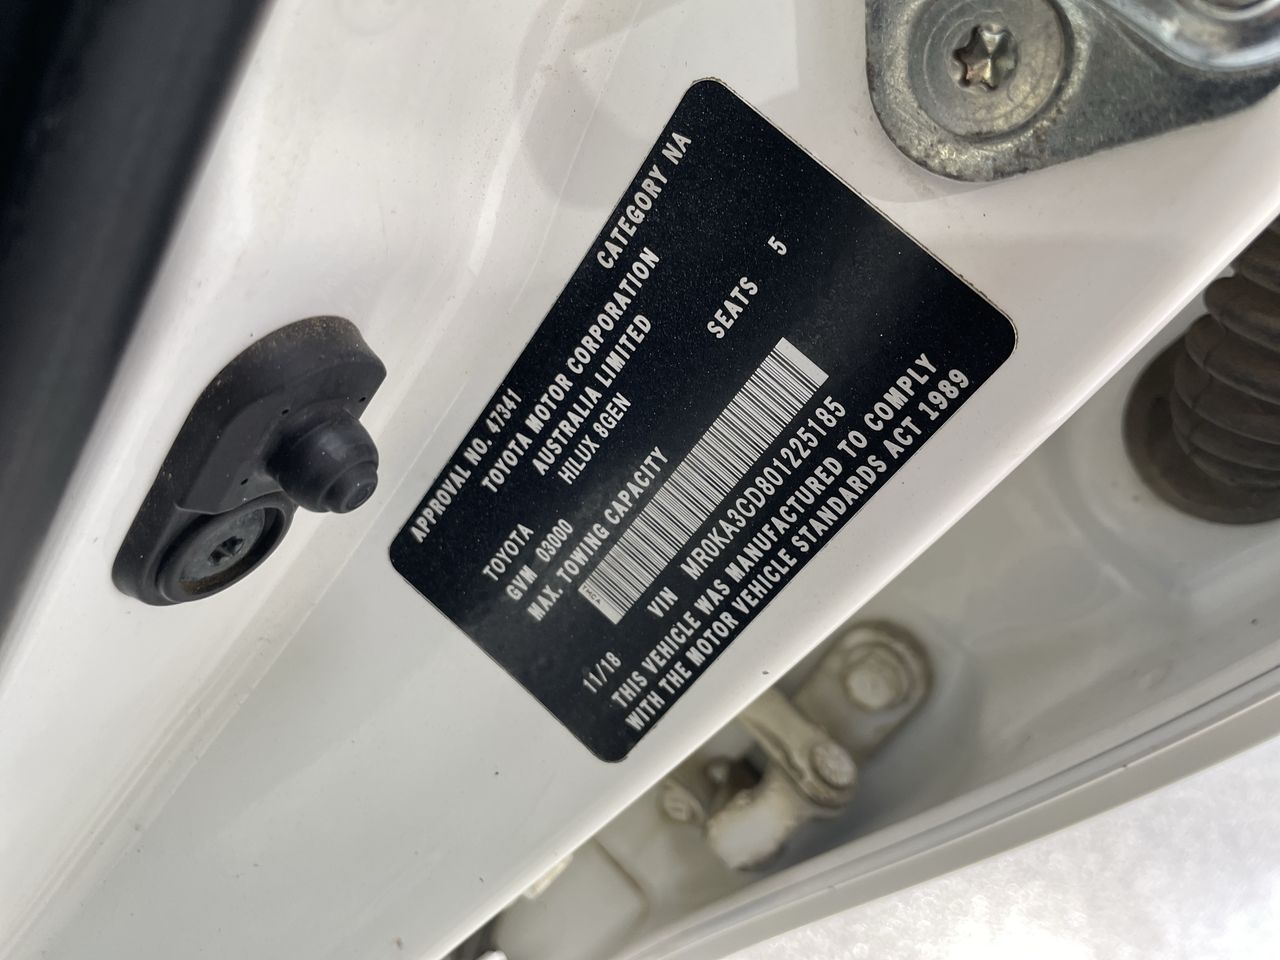 APPROVAL NO. 47341 CATEGORY NA
TOYOTA MOTOR CORPORATION
AUSTRALIA LIMITED
TOYOTA HILUX 8GEN
GVM 03000 SEATS 5
MAX. TOWING CAPACITY
TMCA
VIN MR0KA3CD801225185
11/18
THIS VEHICLE WAS MANUFACTURED TO COMPLY
WITH THE MOTOR VEHICLE STANDARDS ACT 1989